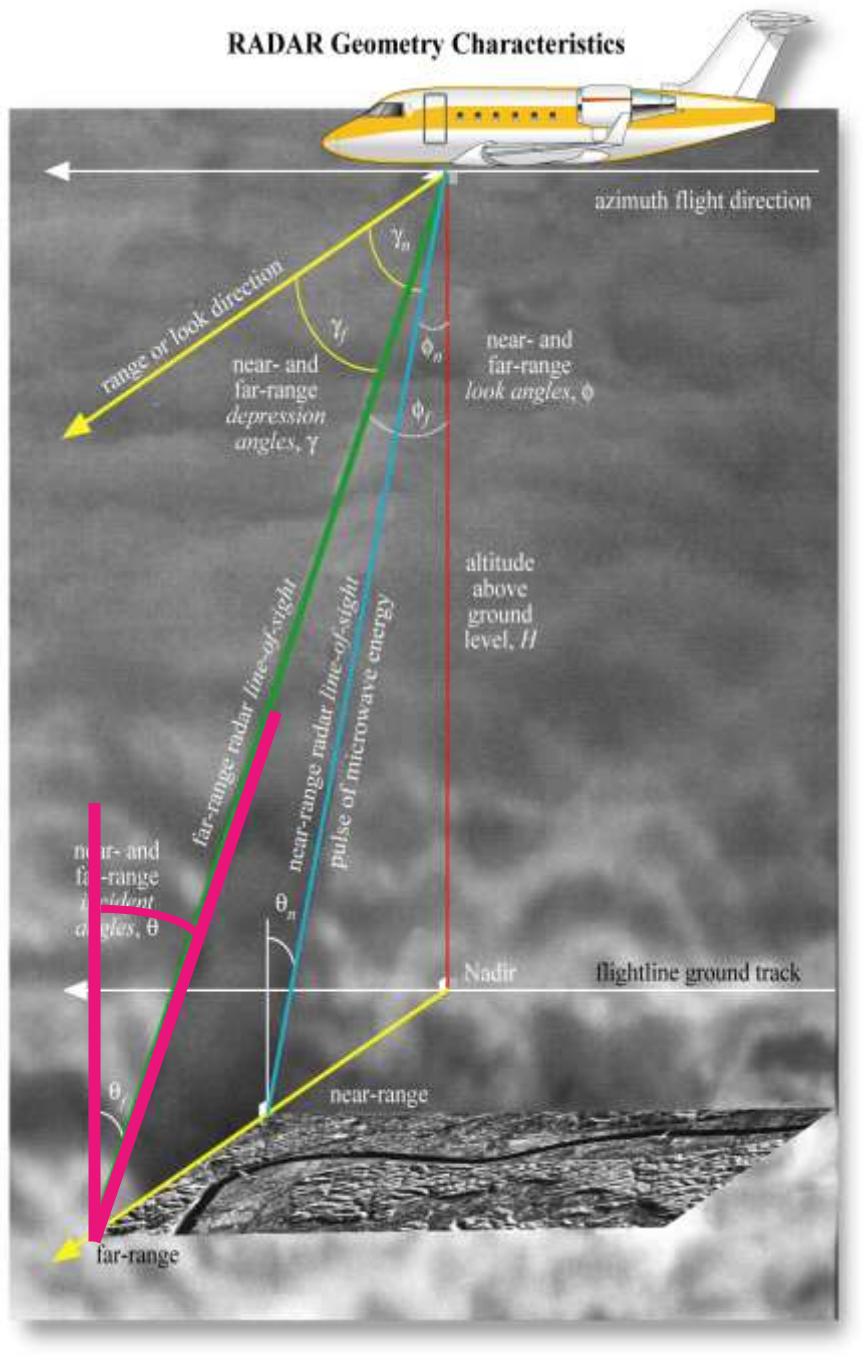 RADAR Geometry Characteristics
azimuth flight direction
γn
range or look direction
γf
near- and
far-range
depression
angles, γ
ϕn
near- and
far-range
look angles, ϕ
ϕf
altitude
above
ground
level, H
far-range radar line-of-sight
near-range radar line-of-sight
pulse of microwave energy
near- and
far-range
incident
angles, θ
θn
Nadir
flightline ground track
θf
near-range
far-range